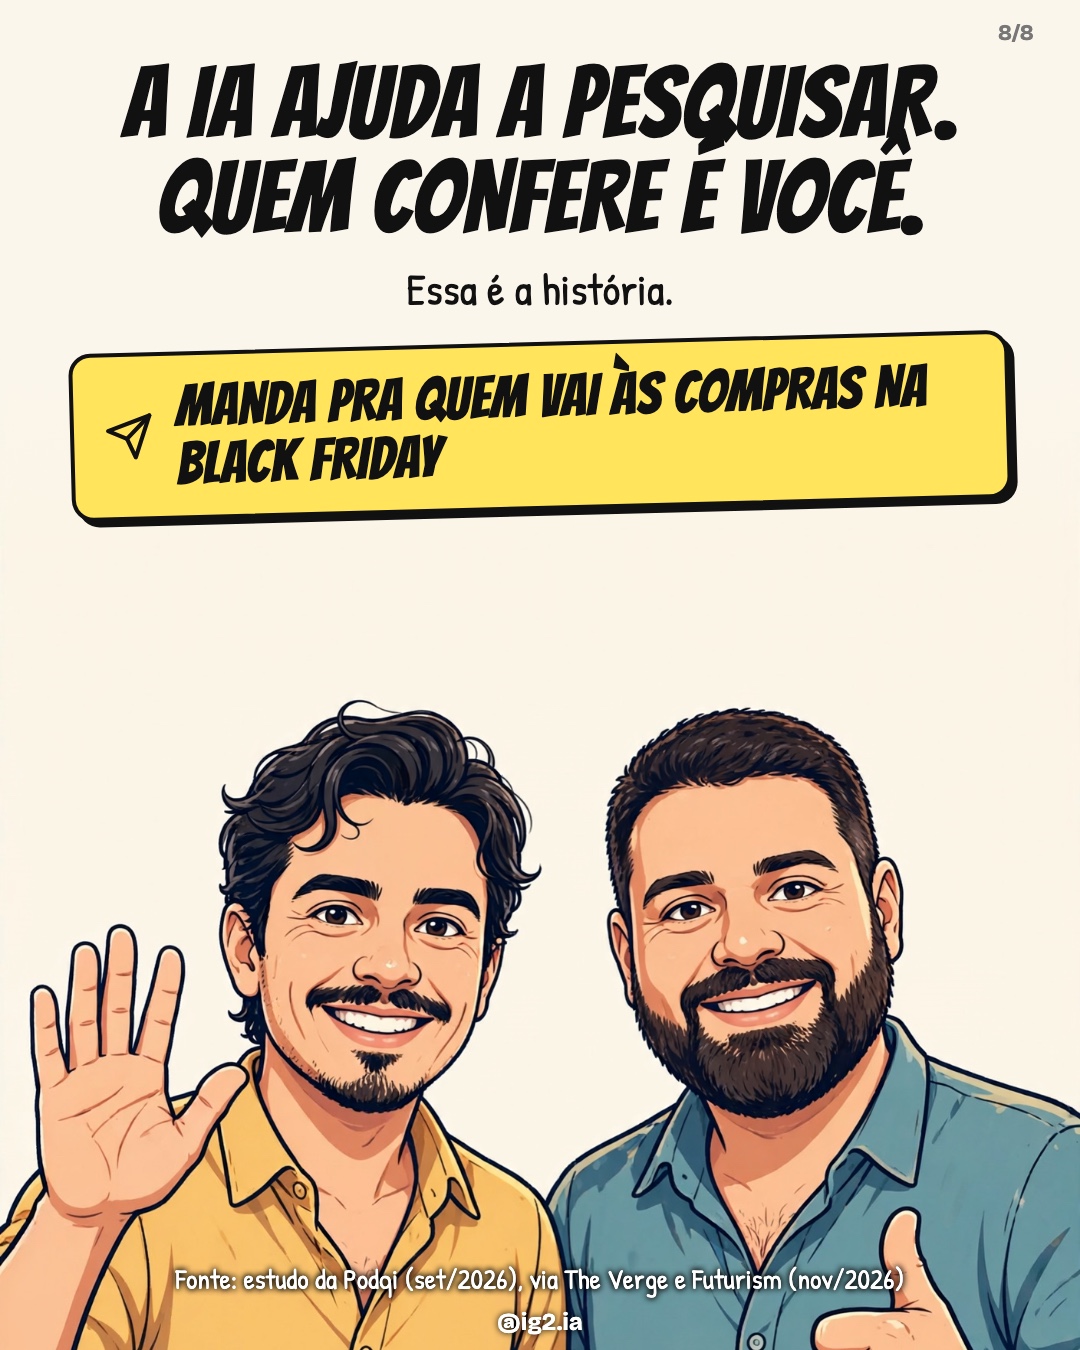 8/8
A IA AJUDA A PESQUISAR.
QUEM CONFERE É VOCÊ.
Essa é a história.
MANDA PRA QUEM VAI ÀS COMPRAS NA
BLACK FRIDAY
Fonte: estudo da Podqi (set/2026), via The Verge e Futurism (nov/2026)
@ig2.ia